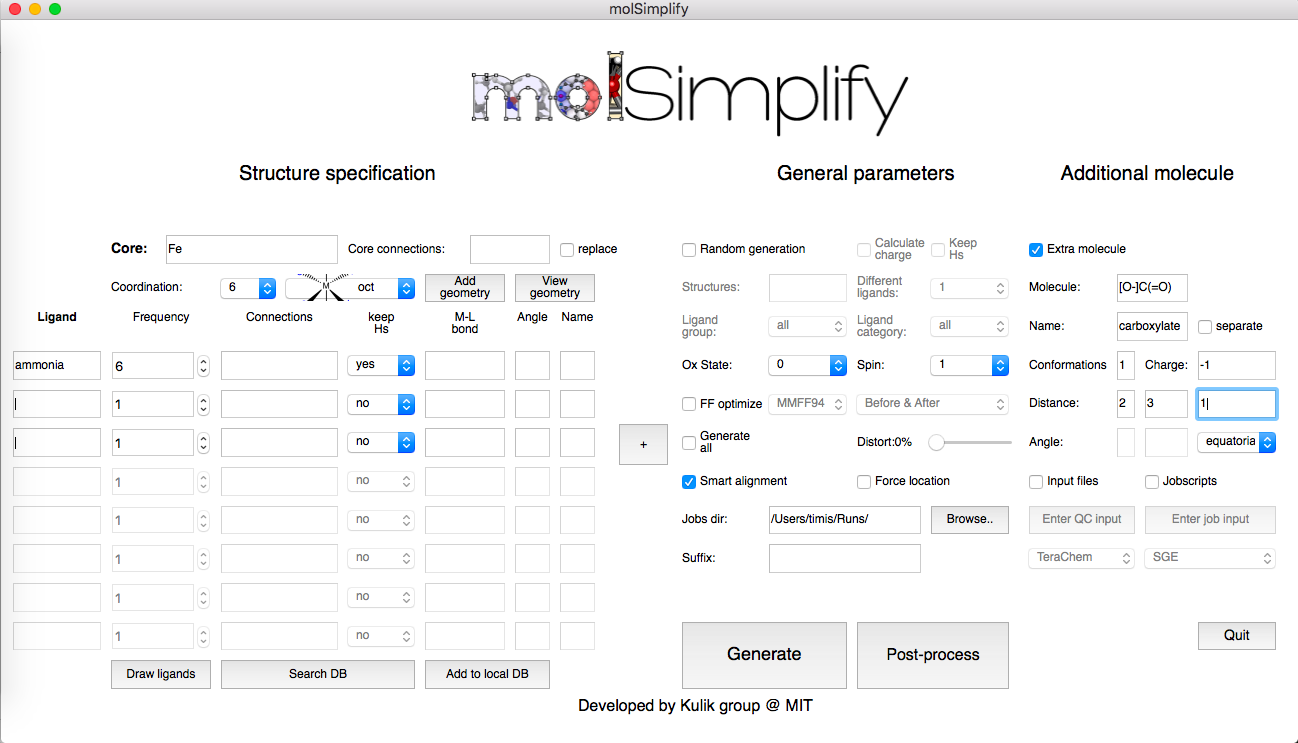 molSimplify
molSimplify
Structure specification
General parameters
Additional molecule
Core: Fe Core connections: replace
Random generation Calculate charge Keep Hs
Extra molecule
Coordination: 6 M oct Add geometry View geometry
Structures: Different ligands: 1
Molecule: [O-]C(=O)
Ligand Frequency Connections keep Hs M-L bond Angle Name
Ligand group: all Ligand category: all
Name: carboxylate separate
ammonia 6 yes
Ox State: 0 Spin: 1
Conformations 1 Charge: -1
1 no
FF optimize MMFF94 Before & After
Distance: 2 3 1
1 no
+
Generate all Distort:0%
Angle: equatoria
1 no
Smart alignment Force location
Input files Jobscripts
1 no
Jobs dir: /Users/timis/Runs/ Browse..
Enter QC input Enter job input
1 no
Suffix:
TeraChem SGE
1 no
1 no
Generate Post-process
Quit
Draw ligands Search DB Add to local DB
Developed by Kulik group @ MIT